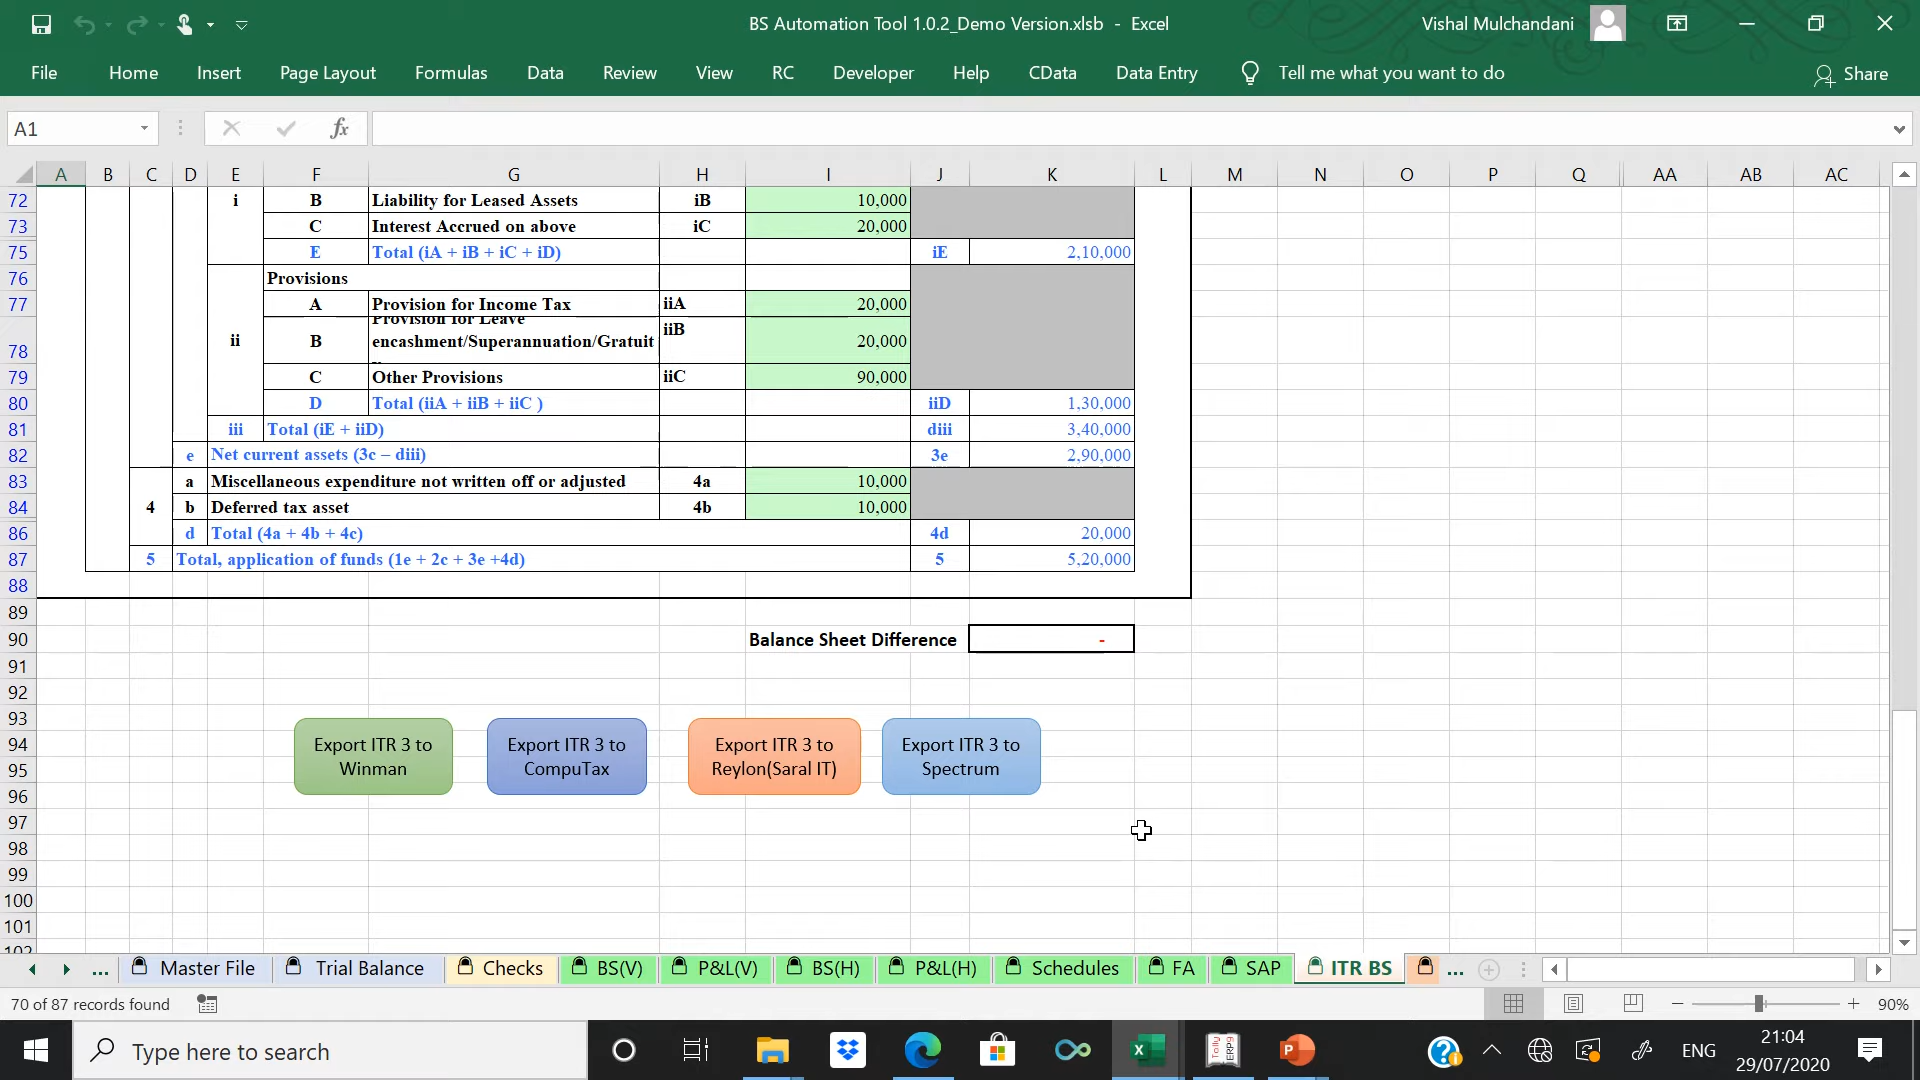 BS Automation Tool 1.0.2_Demo Version.xlsb - Excel
Vishal Mulchandani
File Home Insert Page Layout Formulas Data Review View RC Developer Help CData Data Entry Tell me what you want to do Share
A1 fx
A B C D E F G H I J K L M N O P Q AA AB AC
72 i B Liability for Leased Assets iB 10,000
73 C Interest Accrued on above iC 20,000
75 E Total (iA + iB + iC + iD) iE 2,10,000
76 Provisions
77 A Provision for Income Tax iiA 20,000
Provision for Leave
78 ii B encashment/Superannuation/Gratuit iiB 20,000
79 C Other Provisions iiC 90,000
80 D Total (iiA + iiB + iiC ) iiD 1,30,000
81 iii Total (iE + iiD) diii 3,40,000
82 e Net current assets (3c – diii) 3e 2,90,000
83 a Miscellaneous expenditure not written off or adjusted 4a 10,000
84 4 b Deferred tax asset 4b 10,000
86 d Total (4a + 4b + 4c) 4d 20,000
87 5 Total, application of funds (1e + 2c + 3e +4d) 5 5,20,000
88
89
90 Balance Sheet Difference -
91
92
93
94 Export ITR 3 to Export ITR 3 to Export ITR 3 to Export ITR 3 to
95 Winman CompuTax Reylon(Saral IT) Spectrum
96
97
98
99
100
101
102
... Master File Trial Balance Checks BS(V) P&L(V) BS(H) P&L(H) Schedules FA SAP ITR BS ...
70 of 87 records found 90%
Type here to search
Tally ERP9
ENG
21:04
29/07/2020